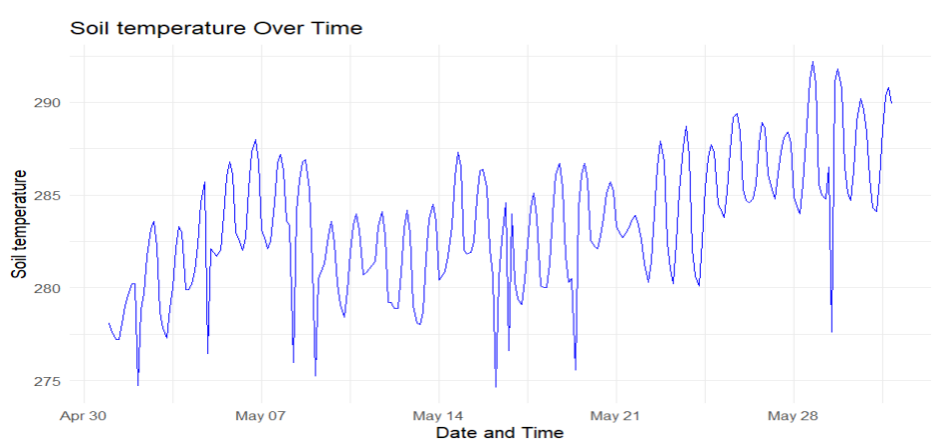 Soil temperature Over Time
Soil temperature
290
285
280
275
Apr 30 May 07 May 14 May 21 May 28
Date and Time